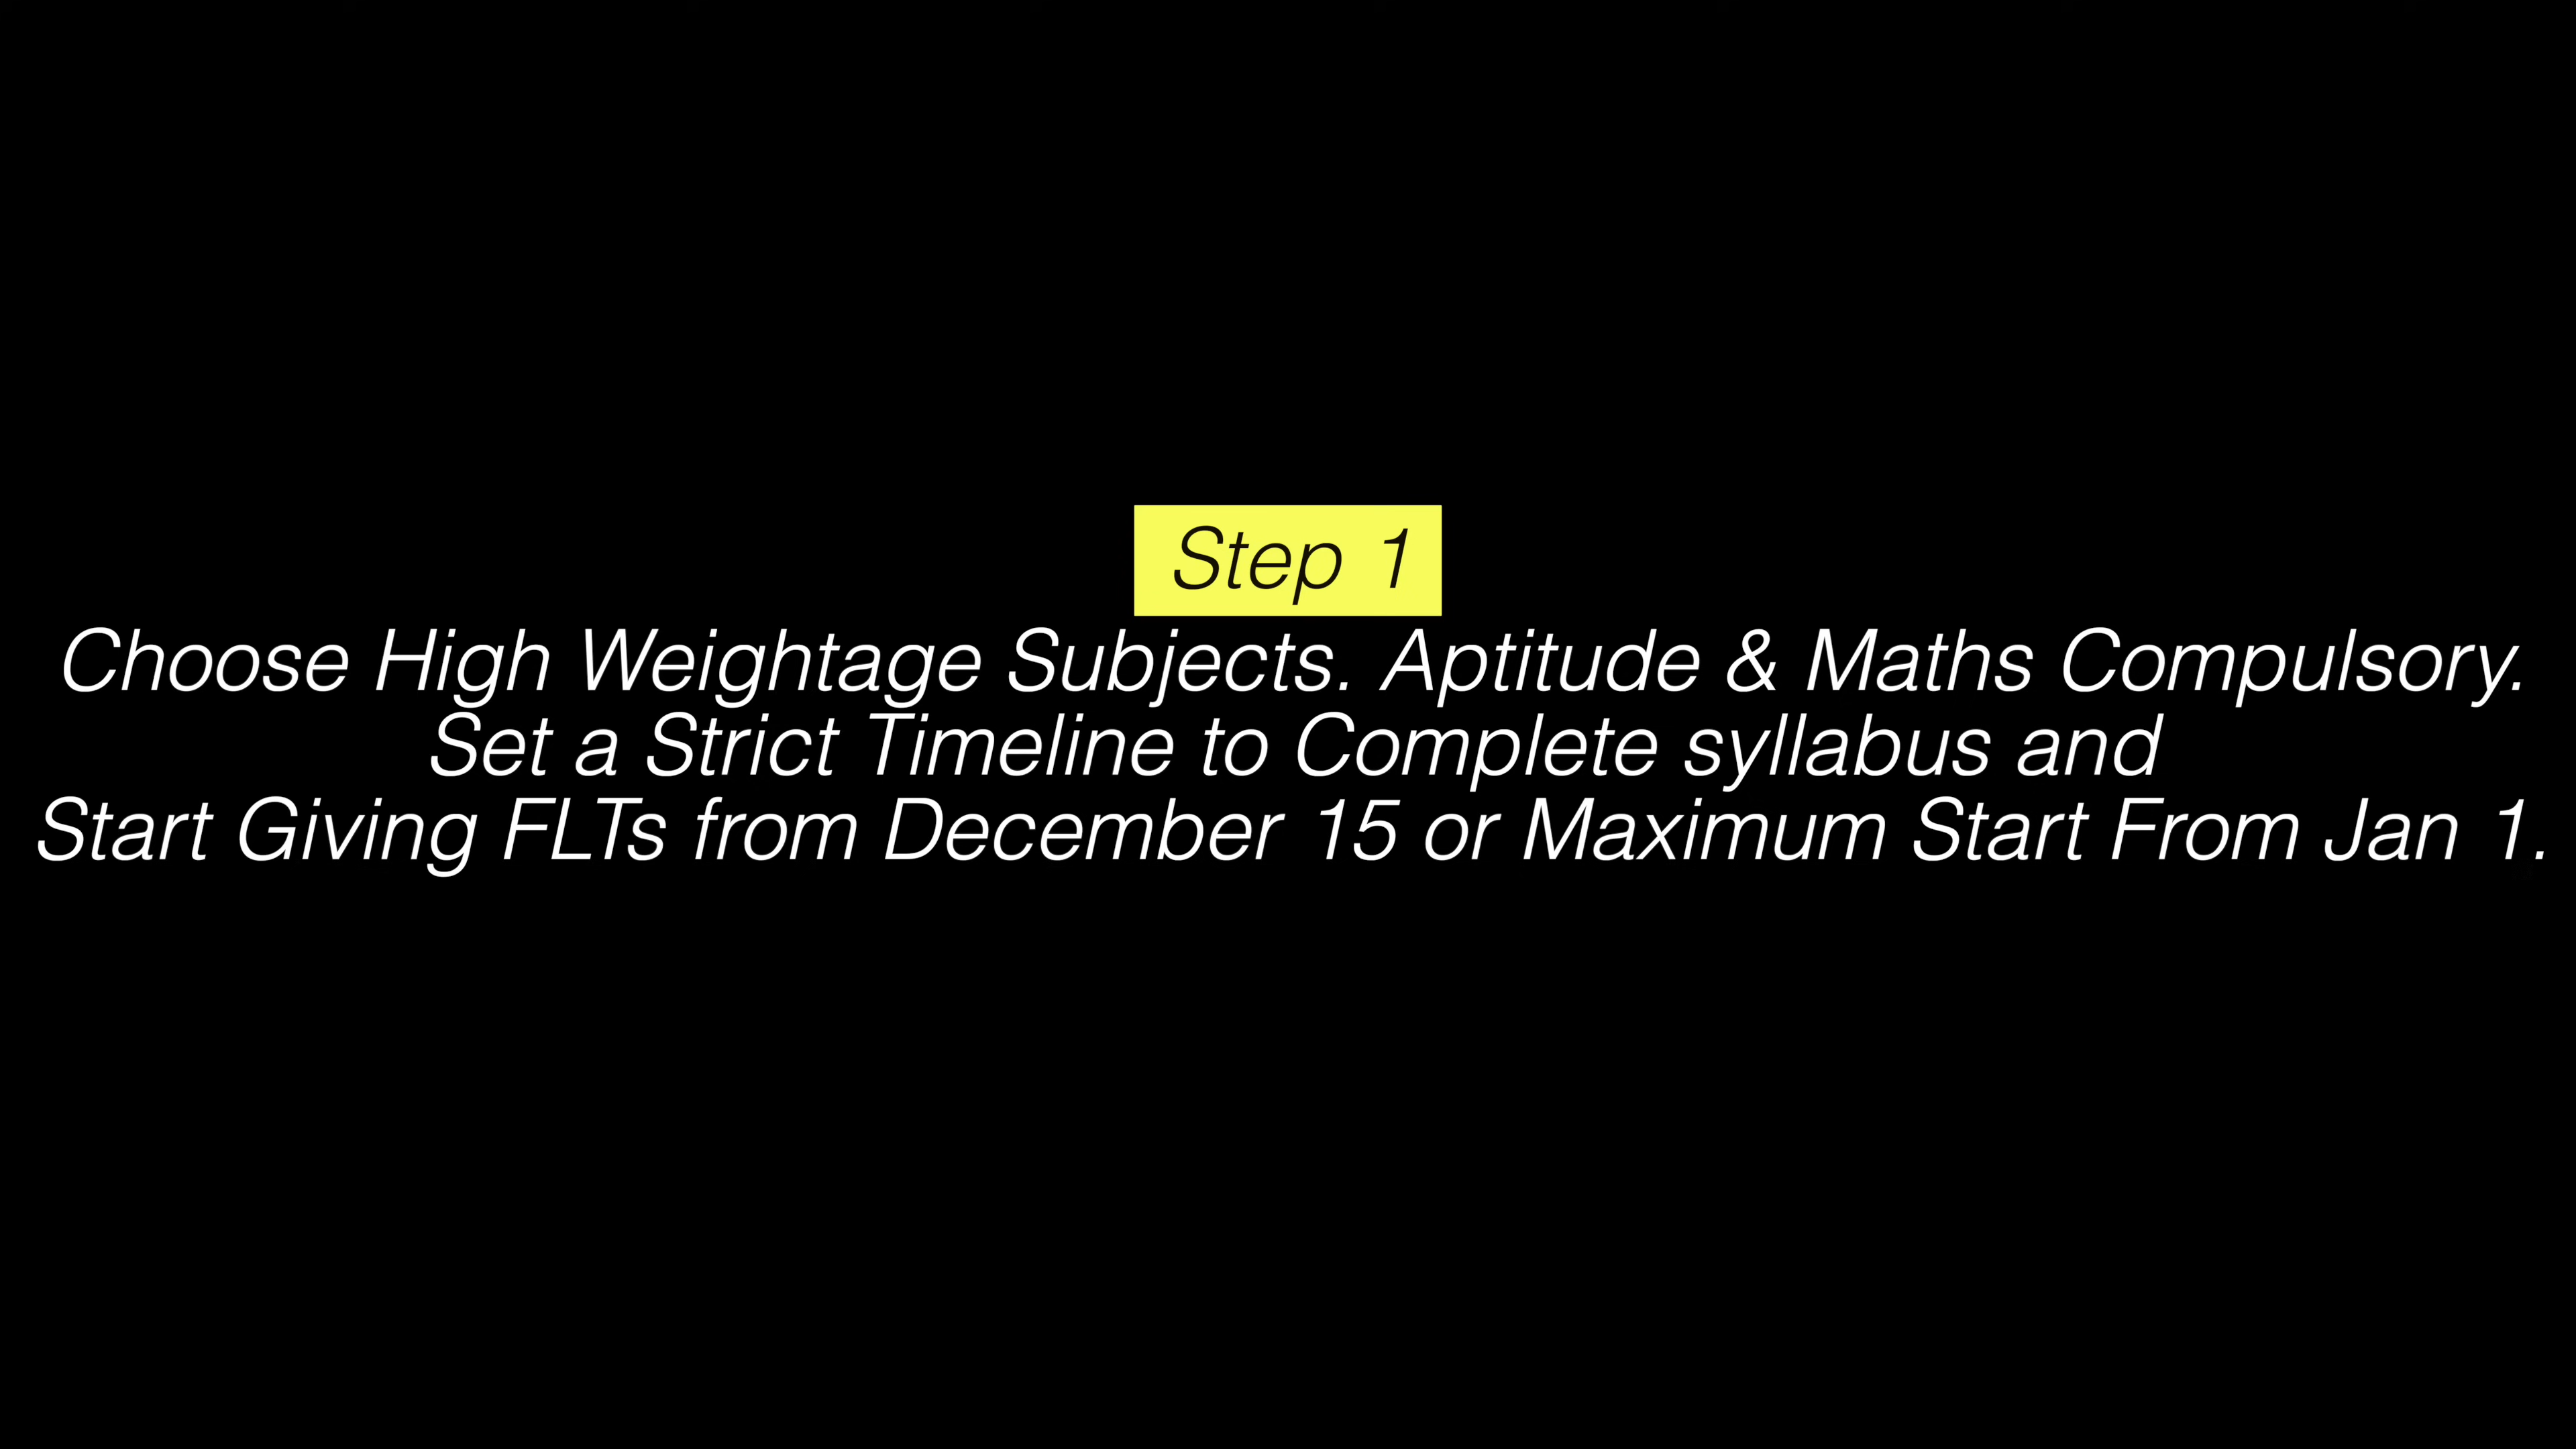 Step 1
Choose High Weightage Subjects. Aptitude & Maths Compulsory.
Set a Strict Timeline to Complete syllabus and
Start Giving FLTs from December 15 or Maximum Start From Jan 1.